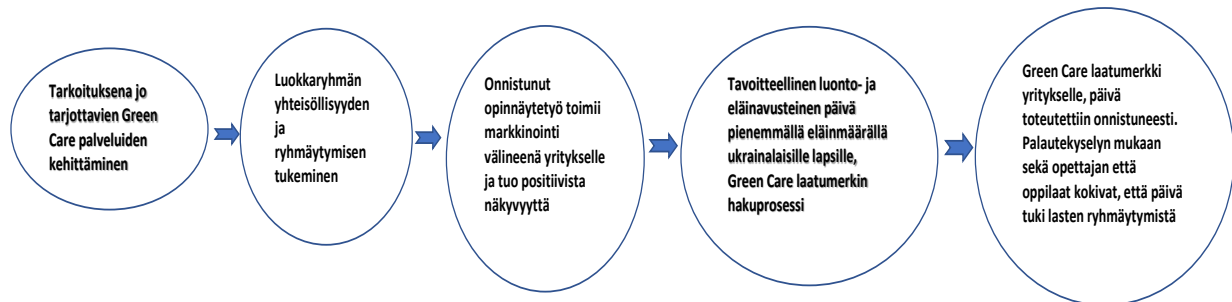 Tarkoituksena jo
tarjottavien Green
Care palveluiden
kehittäminen
Luokkaryhmän
yhteisöllisyyden
ja
ryhmäytymisen
tukeminen
Onnistunut
opinnäytetyö toimii
markkinointi
välineenä yritykselle
ja tuo positiivista
näkyvyyttä
Tavoitteellinen luonto- ja
eläinavusteinen päivä
pienemmällä eläinmäärällä
ukrainalaisille lapsille,
Green Care laatumerkin
hakuprosessi
Green Care laatumerkki
yritykselle, päivä
toteutettiin onnistuneesti.
Palautekyselyn mukaan
sekä opettajan että
oppilaat kokivat, että päivä
tuki lasten ryhmäytymistä